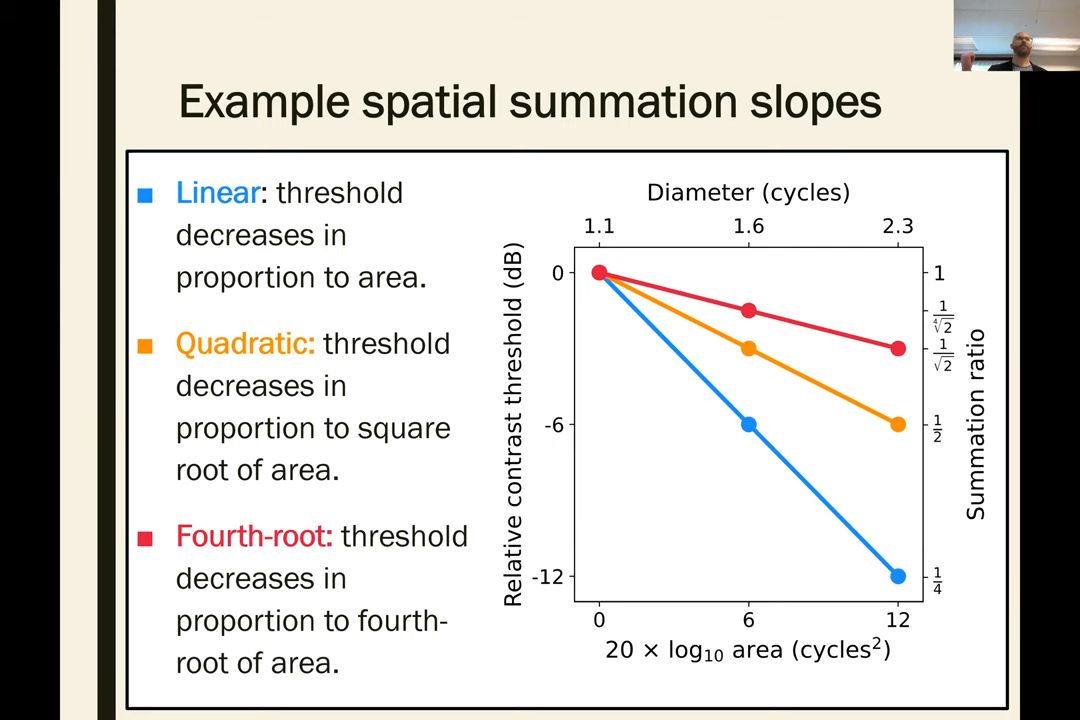 Example spatial summation slopes
■ Linear: threshold
decreases in
proportion to area.
■ Quadratic: threshold
decreases in
proportion to square
root of area.
■ Fourth-root: threshold
decreases in
proportion to fourth-
root of area.
Diameter (cycles)
1.1 1.6 2.3
Relative contrast threshold (dB)
0
-6
-12
1
1/∜2
1/√2
1/2
1/4
Summation ratio
0 6 12
20 × log₁₀ area (cycles²)